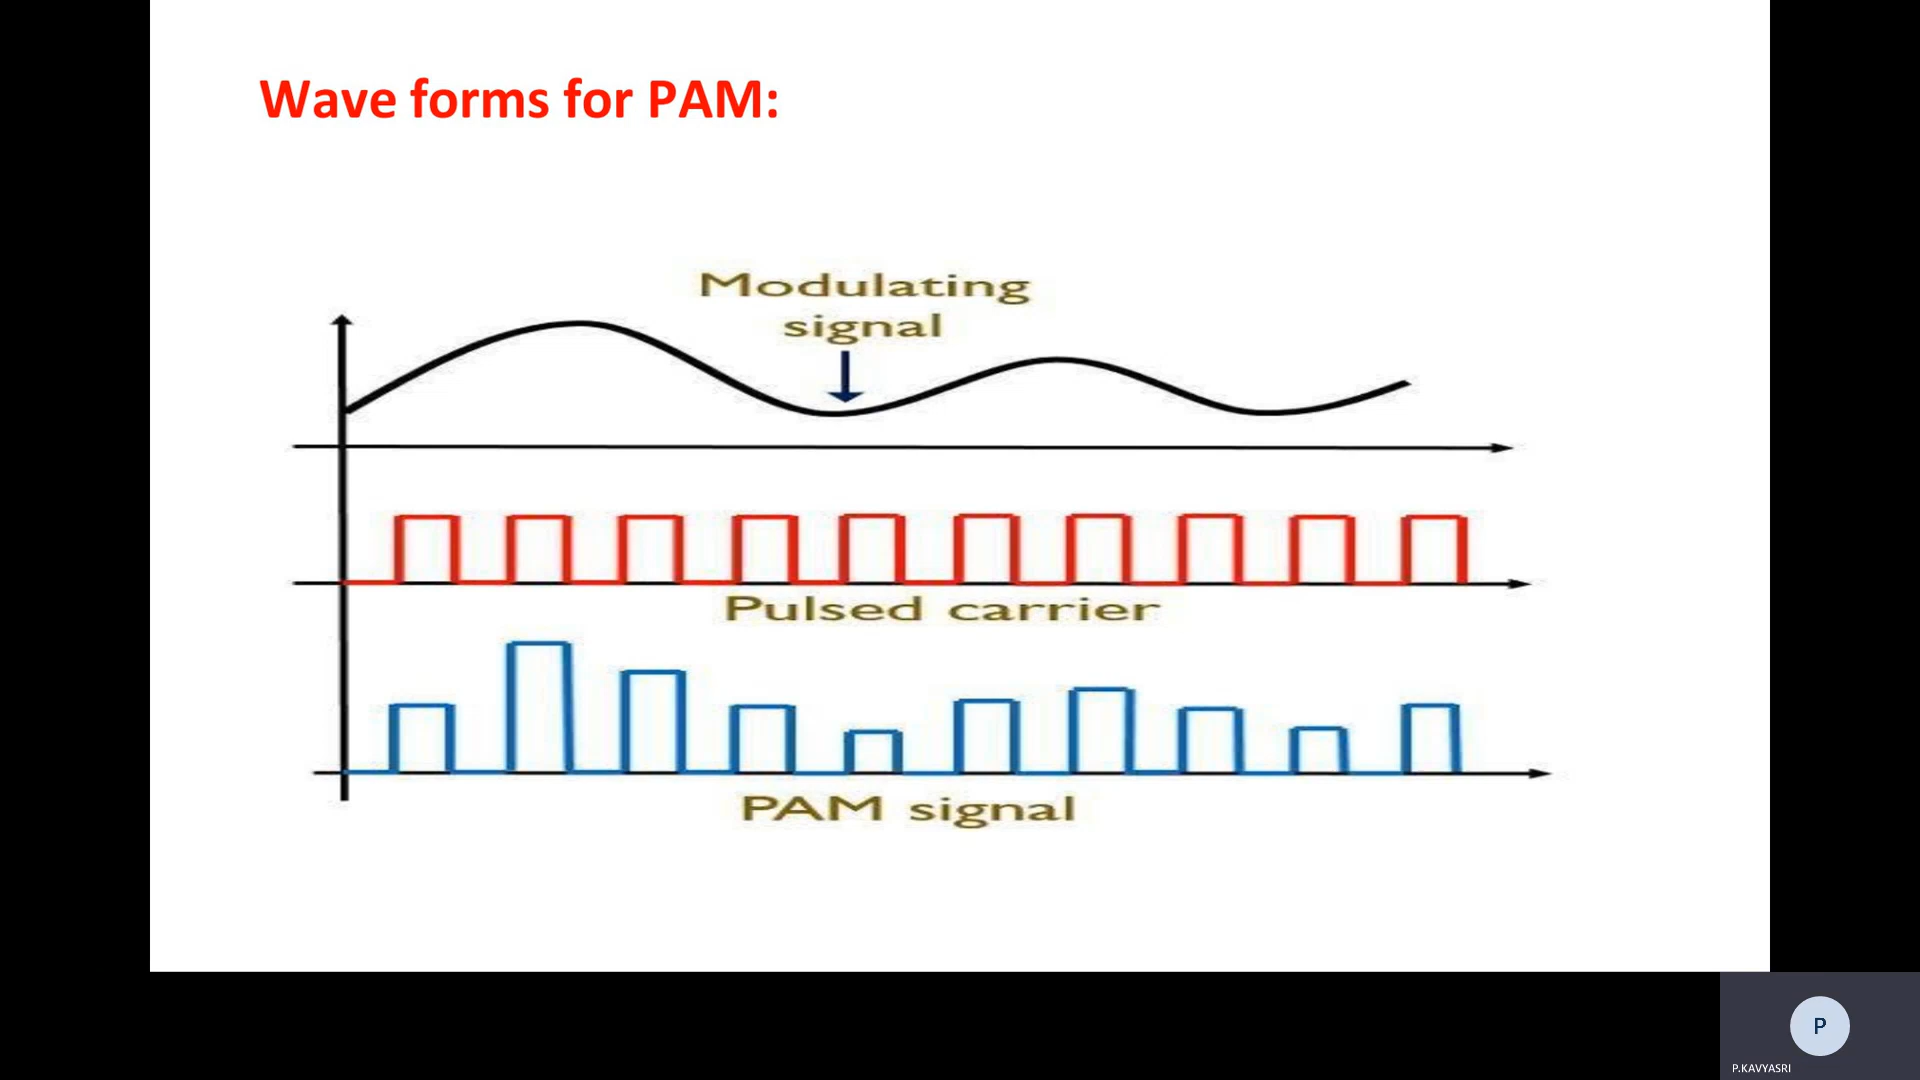 Wave forms for PAM:
Modulating
signal
Pulsed carrier
PAM signal
P
P.KAVYASRI